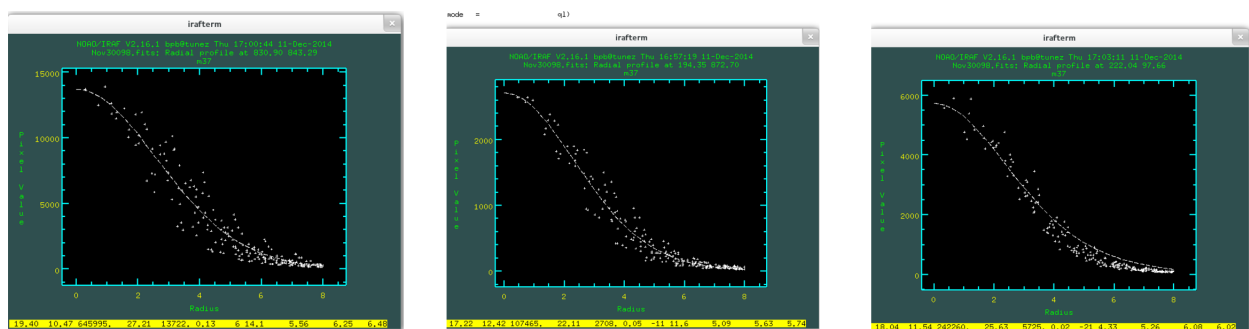 irafterm
NOAO/IRAF V2.16.1 bpb@tunez Thu 17:00:44 11-Dec-2014
Nov30098.fits: Radial profile at 830.90 843.29
m37
Pixel Value
15000
10000
5000
0
0 2 4 6 8
Radius
19.40 10.47 645995. 27.21 13722. 0.13 6 14.1 5.56 6.25 6.48
mode = ql)
irafterm
NOAO/IRAF V2.16.1 bpb@tunez Thu 16:57:19 11-Dec-2014
Nov30098.fits: Radial profile at 194.35 872.70
m37
Pixel Value
2000
1000
0
0 2 4 6 8
Radius
17.22 12.42 107465. 22.11 2708. 0.05 -11 11.6 5.09 5.63 5.74
irafterm
NOAO/IRAF V2.16.1 bpb@tunez Thu 17:03:11 11-Dec-2014
Nov30098.fits: Radial profile at 222.04 97.66
m37
Pixel Value
6000
4000
2000
0
0 2 4 6 8
Radius
18.04 11.54 242260. 25.63 5725. 0.02 -21 4.33 5.26 6.08 6.02